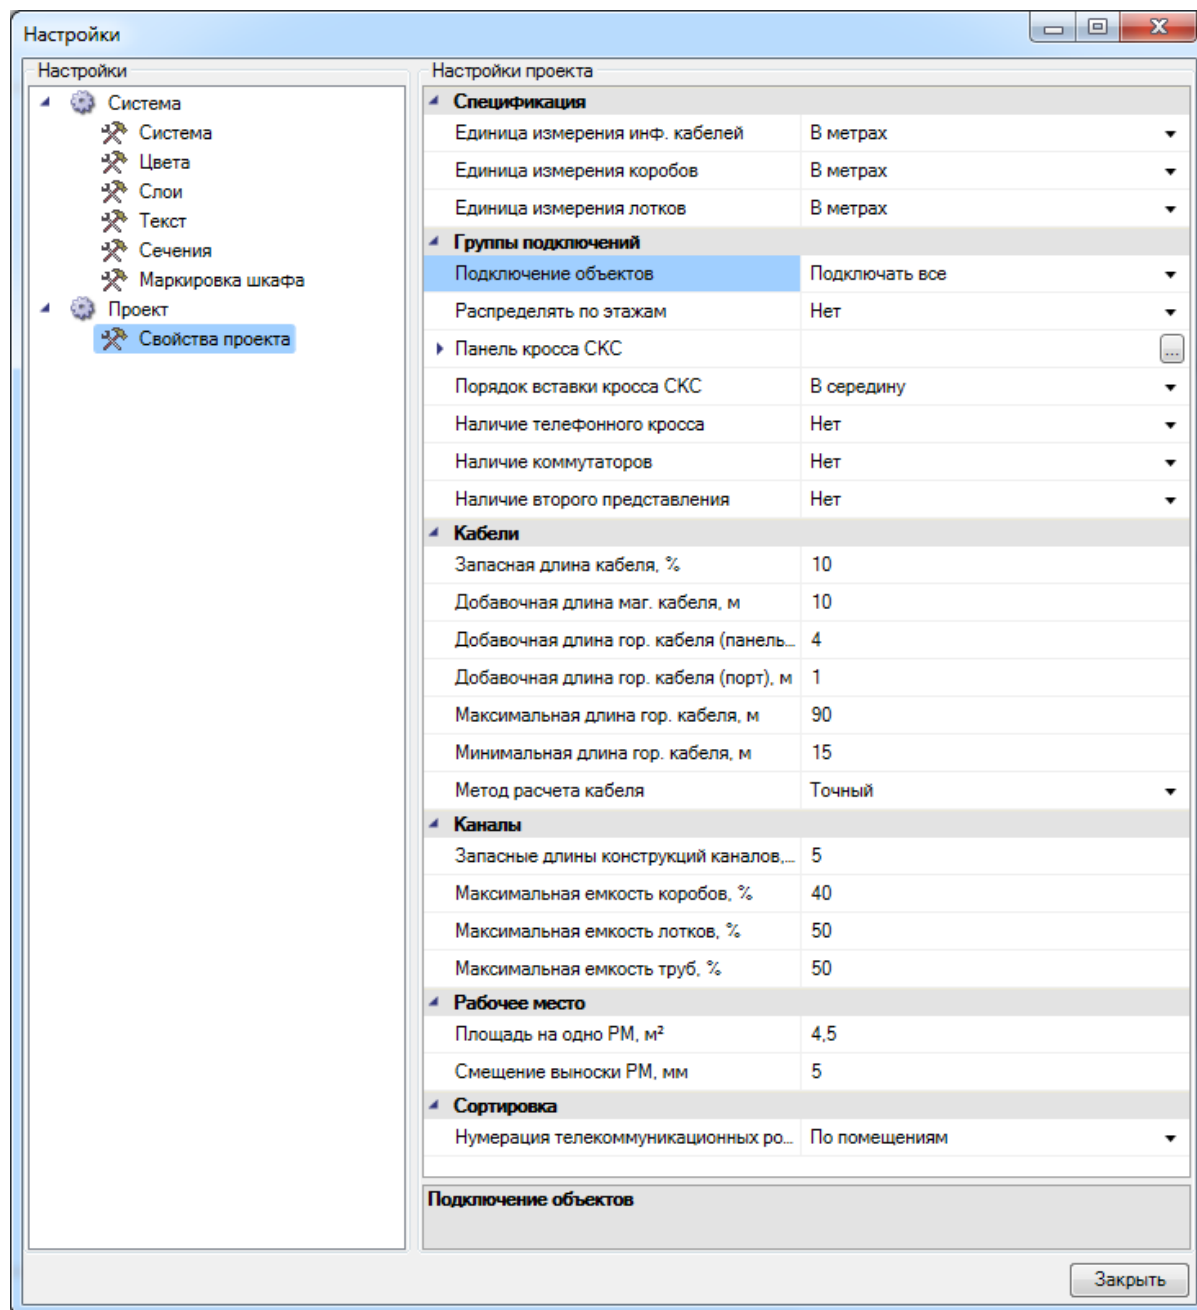 Настройки
Настройки
Система
Система
Цвета
Слои
Текст
Сечения
Маркировка шкафа
Проект
Свойства проекта
Настройки проекта
Спецификация
Единица измерения инф. кабелей В метрах
Единица измерения коробов В метрах
Единица измерения лотков В метрах
Группы подключений
Подключение объектов Подключать все
Распределять по этажам Нет
Панель кросса СКС ...
Порядок вставки кросса СКС В середину
Наличие телефонного кросса Нет
Наличие коммутаторов Нет
Наличие второго представления Нет
Кабели
Запасная длина кабеля, % 10
Добавочная длина маг. кабеля, м 10
Добавочная длина гор. кабеля (панель... 4
Добавочная длина гор. кабеля (порт), м 1
Максимальная длина гор. кабеля, м 90
Минимальная длина гор. кабеля, м 15
Метод расчета кабеля Точный
Каналы
Запасные длины конструкций каналов,... 5
Максимальная емкость коробов, % 40
Максимальная емкость лотков, % 50
Максимальная емкость труб, % 50
Рабочее место
Площадь на одно РМ, м² 4,5
Смещение выноски РМ, мм 5
Сортировка
Нумерация телекоммуникационных ро... По помещениям
Подключение объектов
Закрыть